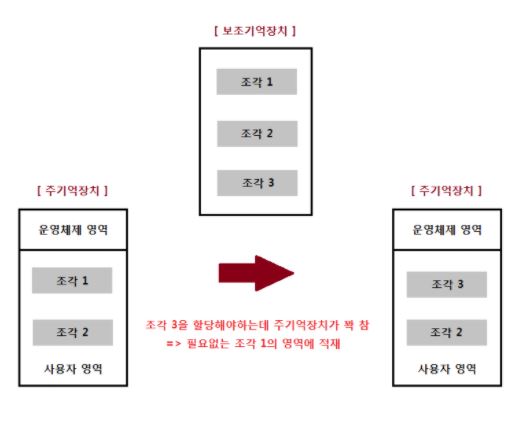 [ 보조기억장치 ]
조각 1
조각 2
조각 3
[ 주기억장치 ]
운영체제 영역
조각 1
조각 2
사용자 영역
조각 3을 할당해야하는데 주기억장치가 꽉 참
=> 필요없는 조각 1의 영역에 적재
[ 주기억장치 ]
운영체제 영역
조각 3
조각 2
사용자 영역